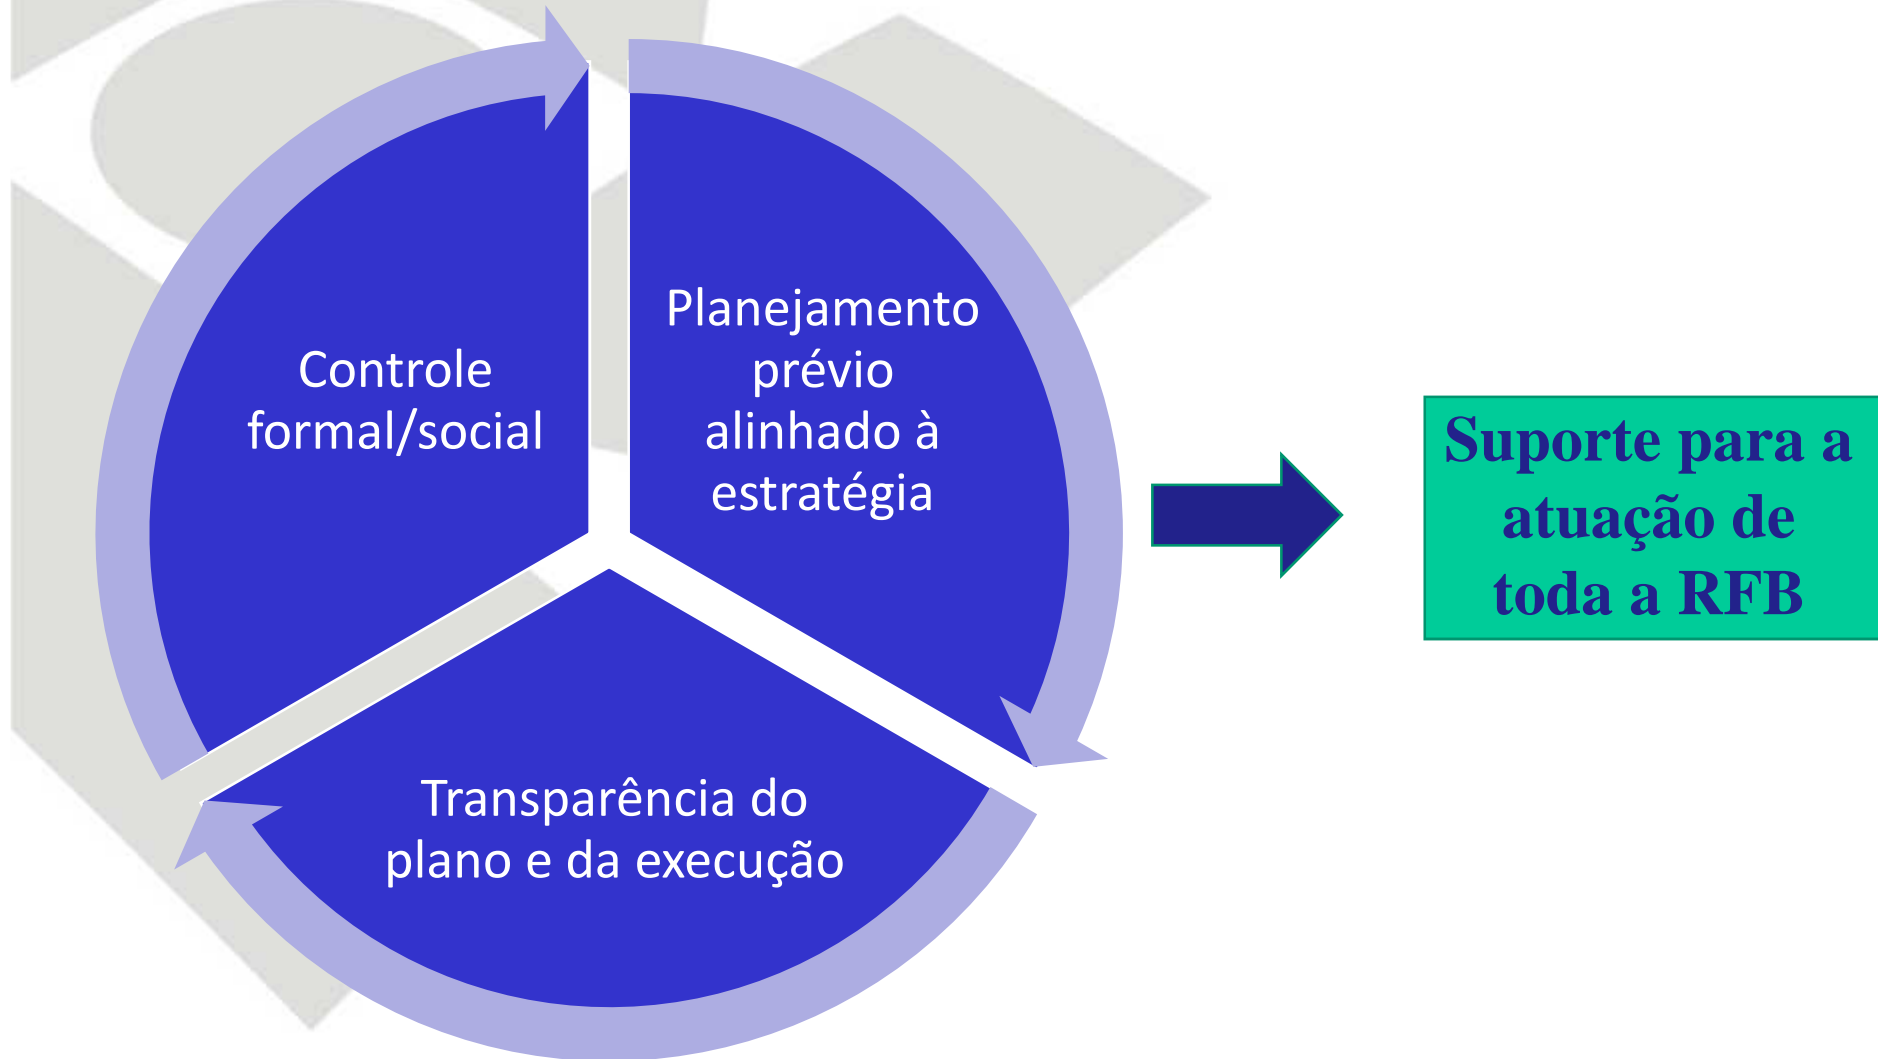 Controle
formal/social
Planejamento
prévio
alinhado à
estratégia
Transparência do
plano e da execução
Suporte para a
atuação de
toda a RFB